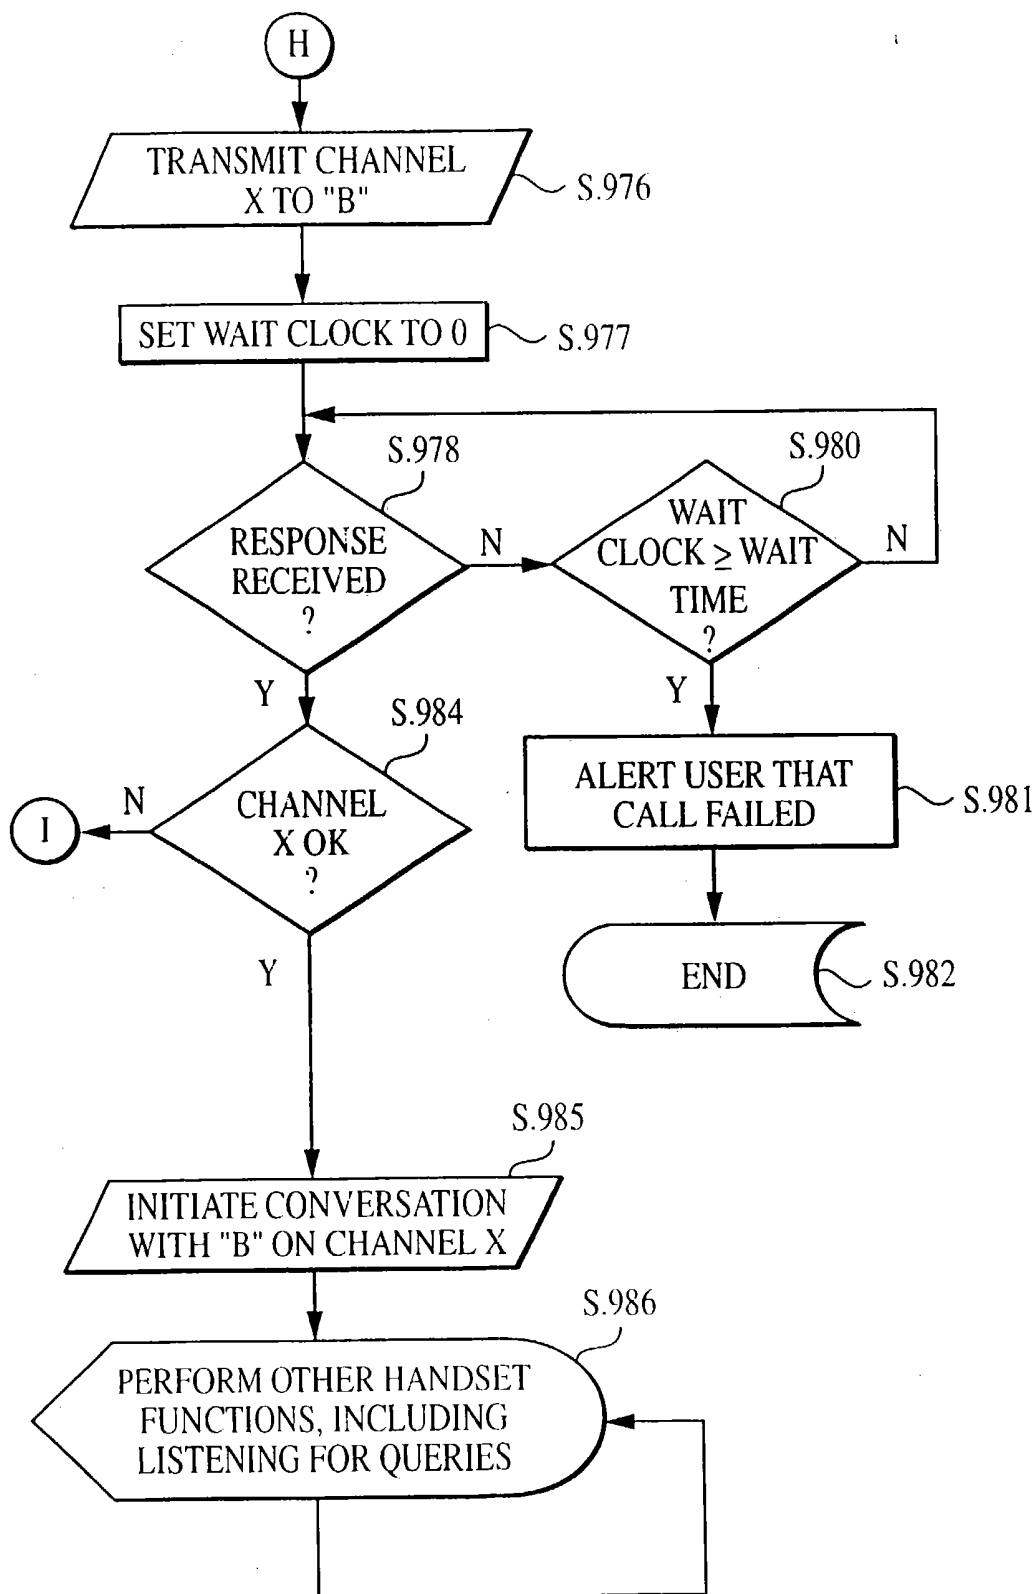 H
TRANSMIT CHANNEL
X TO "B"
S.976
SET WAIT CLOCK TO 0
S.977
S.978
RESPONSE
RECEIVED
?
N
Y
S.980
WAIT
CLOCK ≥ WAIT
TIME
?
N
Y
S.984
CHANNEL
X OK
?
N
I
Y
ALERT USER THAT
CALL FAILED
S.981
END
S.982
S.985
INITIATE CONVERSATION
WITH "B" ON CHANNEL X
S.986
PERFORM OTHER HANDSET
FUNCTIONS, INCLUDING
LISTENING FOR QUERIES